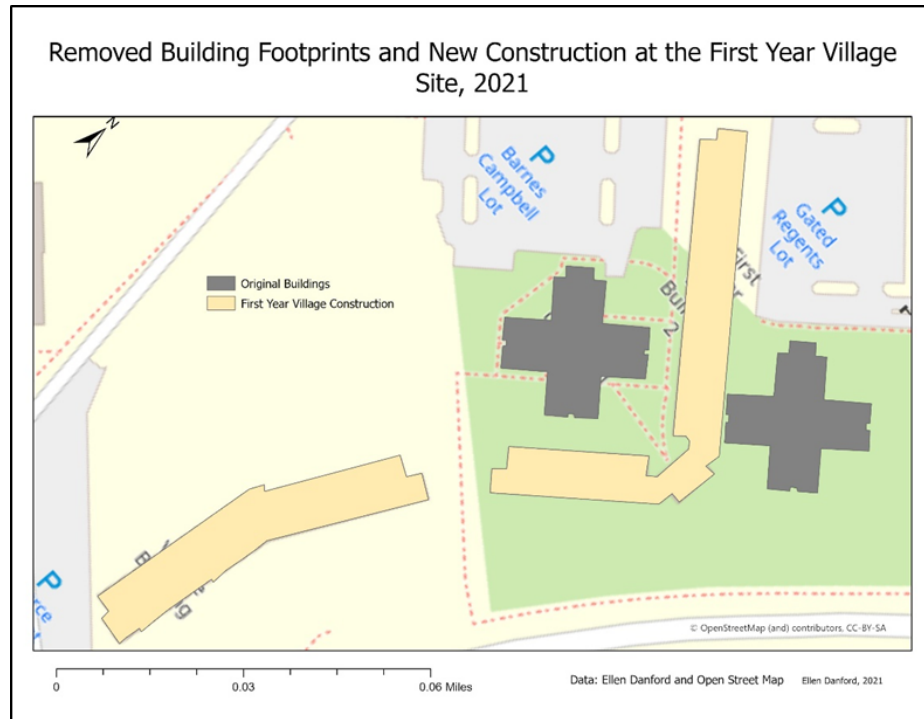 Removed Building Footprints and New Construction at the First Year Village
Site, 2021
N
P
Barnes
Campbell
Lot
P
Gated
Regents
Lot
First
2
Original Buildings
First Year Village Construction
P
© OpenStreetMap (and) contributors, CC-BY-SA
0
0.03
0.06 Miles
Data: Ellen Danford and Open Street Map
Ellen Danford, 2021